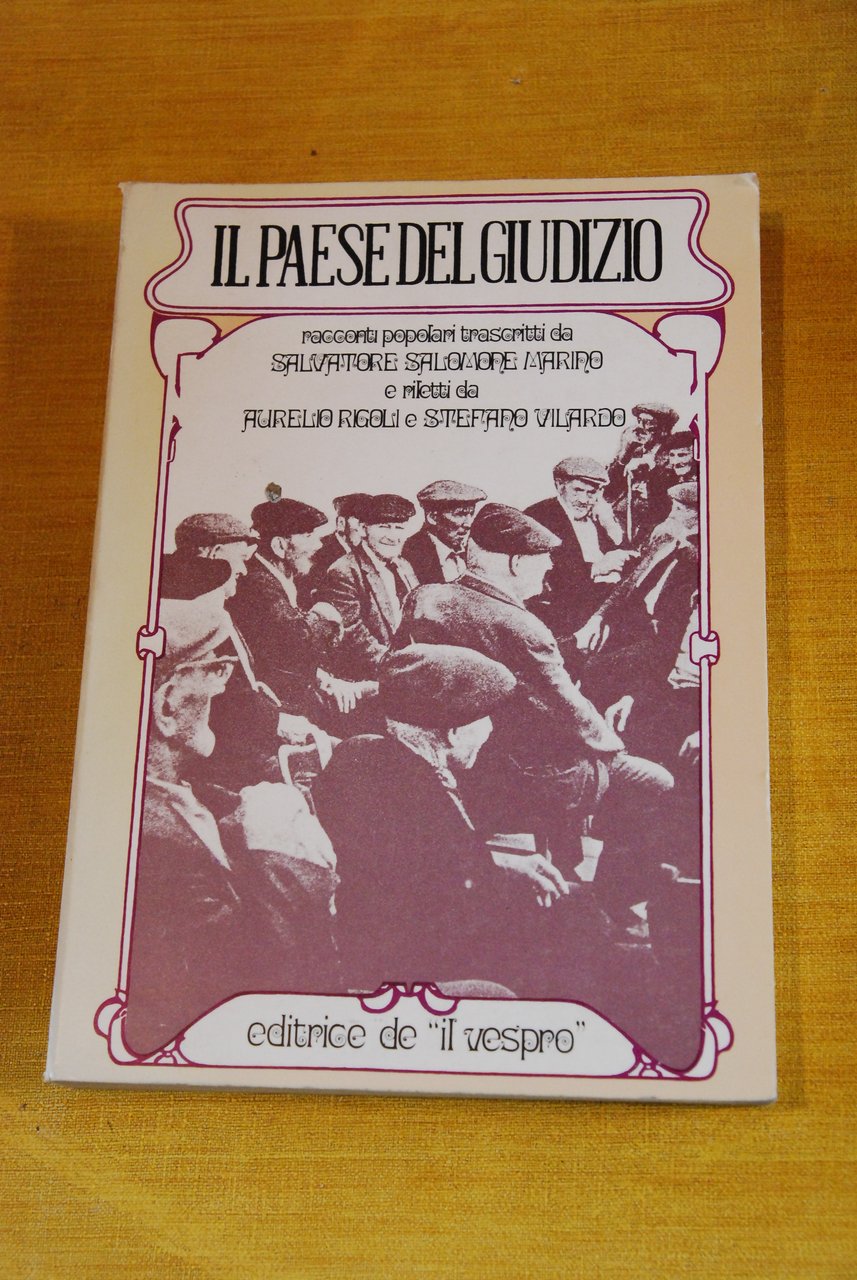 IL PAESE DEL GIUDIZIO
racconti popolari trascritti da
SALVATORE SALOMONE MARINO
e riletti da
AURELIO RIGOLI e STEFANO VILARDO
editrice de "il vespro"